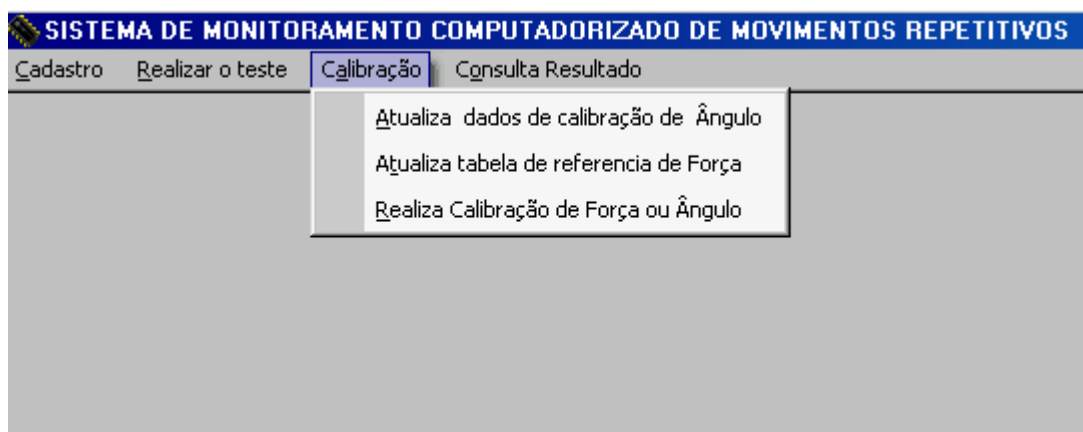 SISTEMA DE MONITORAMENTO COMPUTADORIZADO DE MOVIMENTOS REPETITIVOS
Cadastro Realizar o teste Calibração Consulta Resultado
Atualiza dados de calibração de Ângulo
Atualiza tabela de referencia de Força
Realiza Calibração de Força ou Ângulo